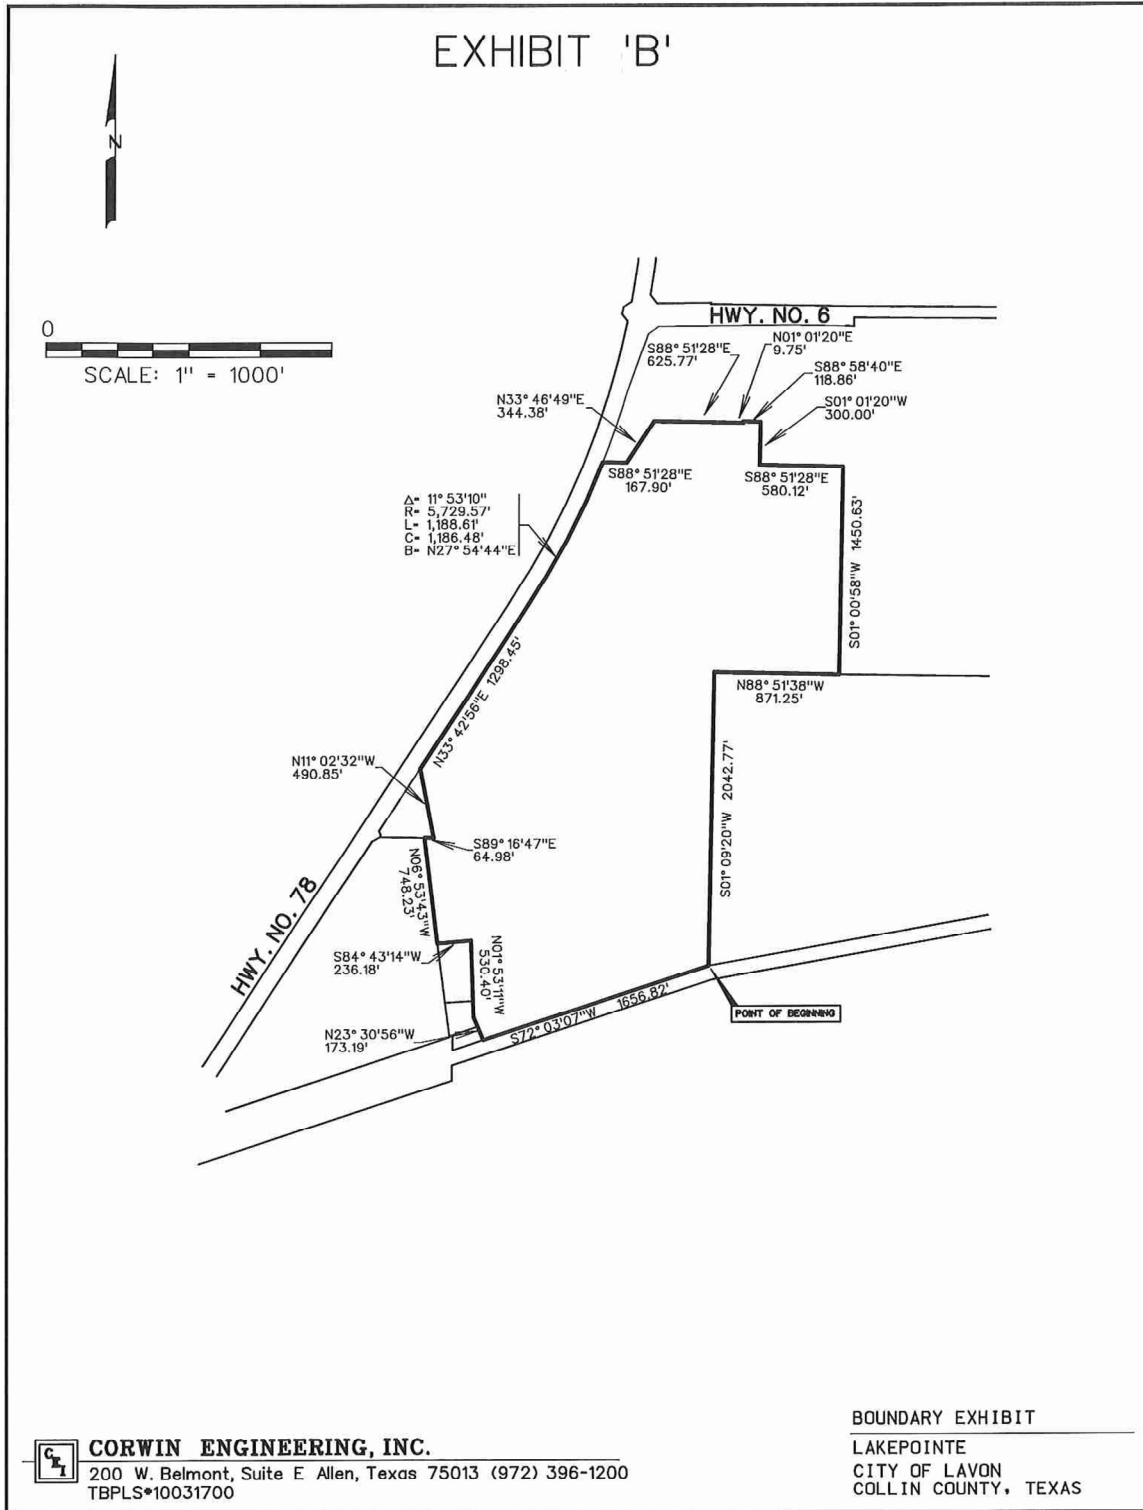 EXHIBIT 'B'
N
0
SCALE: 1" = 1000'
HWY. NO. 6
N01° 01'20"E
9.75'
S88° 51'28"E
625.77'
S88° 58'40"E
118.86'
S01° 01'20"W
300.00'
N33° 46'49"E
344.38'
S88° 51'28"E
167.90'
S88° 51'28"E
580.12'
Δ= 11° 53'10"
R= 5,729.57'
L= 1,188.61'
C= 1,186.48'
B= N27° 54'44"E
S01° 00'58"W 1450.63'
N33° 42'56"E 1298.45'
N88° 51'38"W
871.25'
N11° 02'32"W
490.85'
S01° 09'20"W 2042.77'
S89° 16'47"E
64.98'
N06° 53'43"W
748.23'
HWY. NO. 78
S84° 43'14"W
236.18'
N01° 53'11"W
530.40'
S72° 03'07"W 1656.82'
POINT OF BEGINNING
N23° 30'56"W
173.19'
CEI
CORWIN ENGINEERING, INC.
200 W. Belmont, Suite E Allen, Texas 75013 (972) 396-1200
TBPLS#10031700
BOUNDARY EXHIBIT
LAKEPOINTE
CITY OF LAVON
COLLIN COUNTY, TEXAS